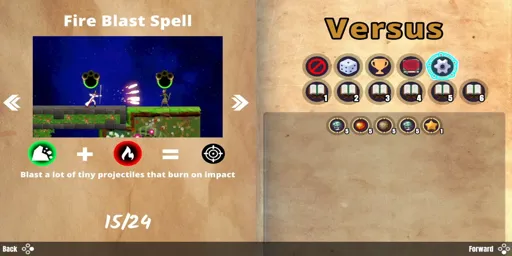 Fire Blast Spell
Blast a lot of tiny projectiles that burn on impact
15/24
Versus
1 2 3 4 5 6
Back
Forward